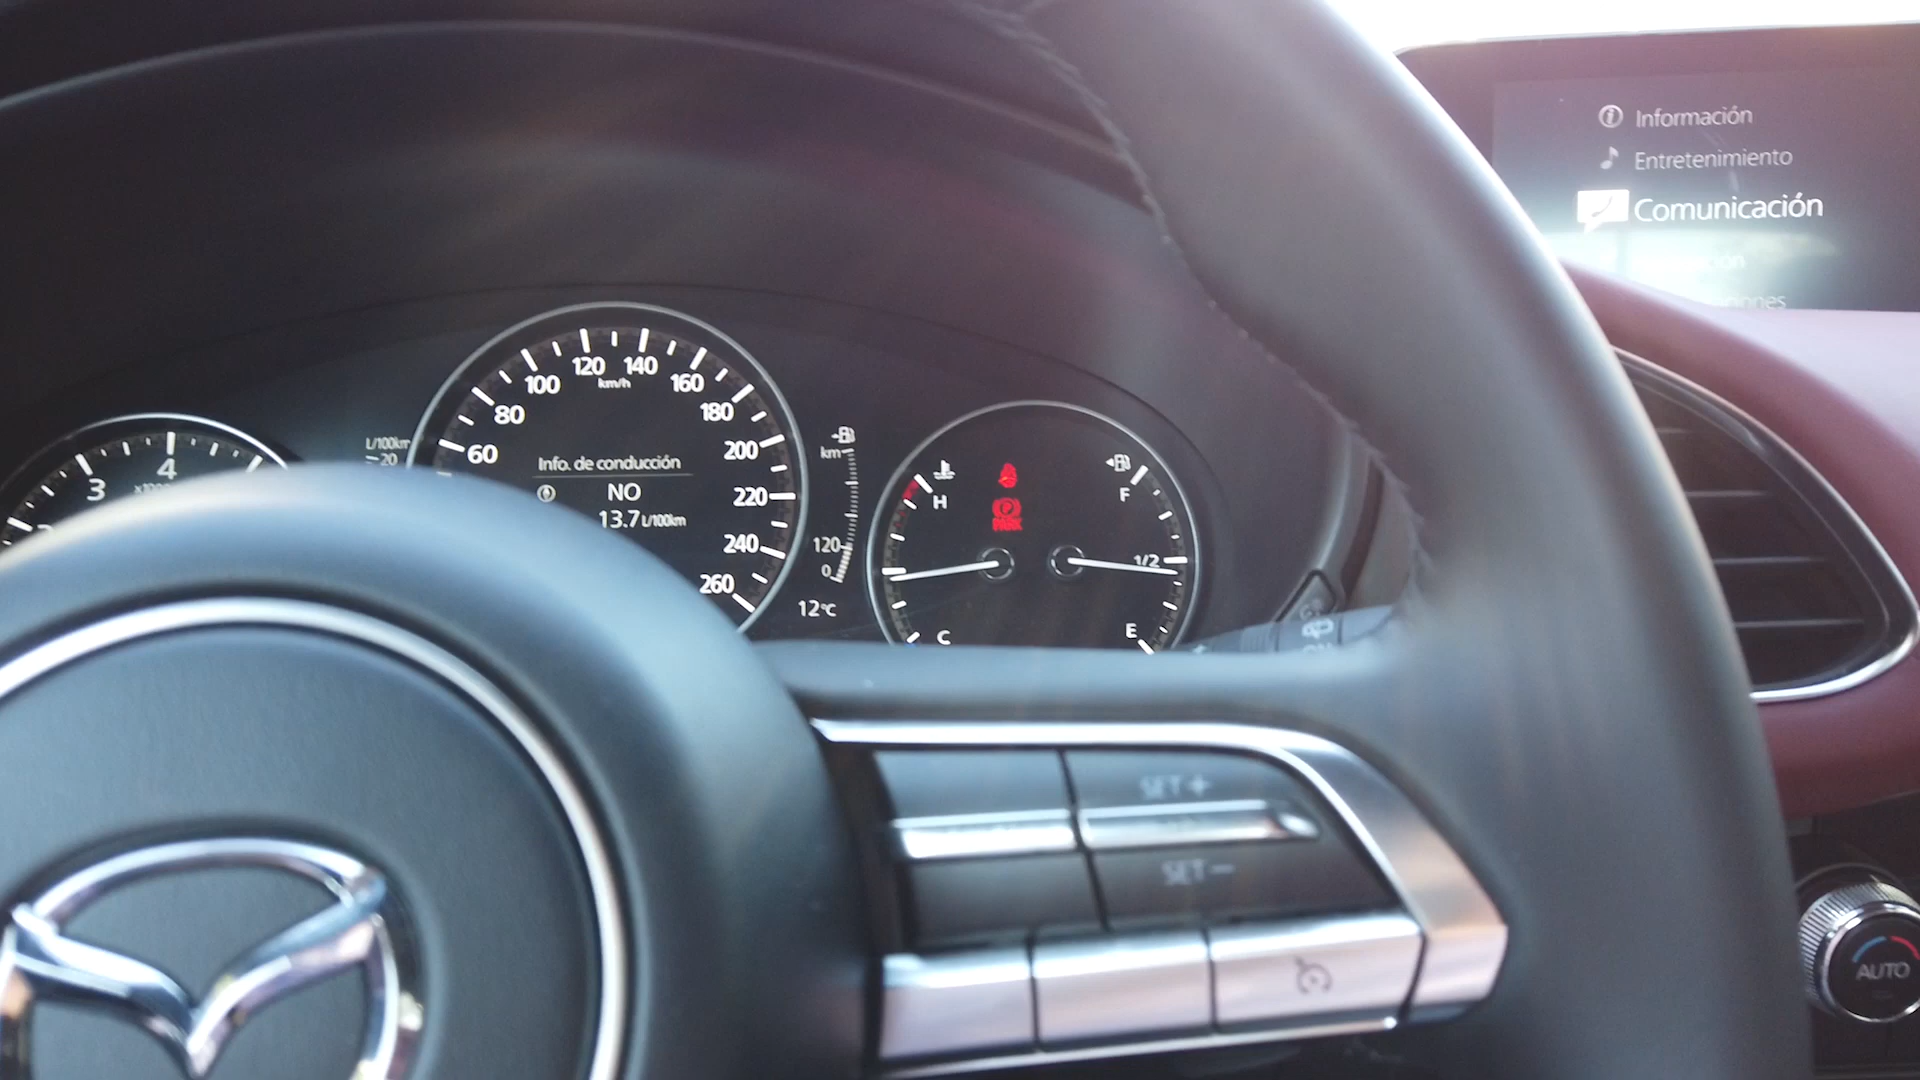 Información
Entretenimiento
Comunicación
L/100km
20
3
4
60
80
100
120
140
160
180
200
220
240
260
km/h
Info. de conducción
NO
13.7 L/100km
km
120
0
12°C
H
C
PARK
F
1/2
E
SET +
SET −
AUTO